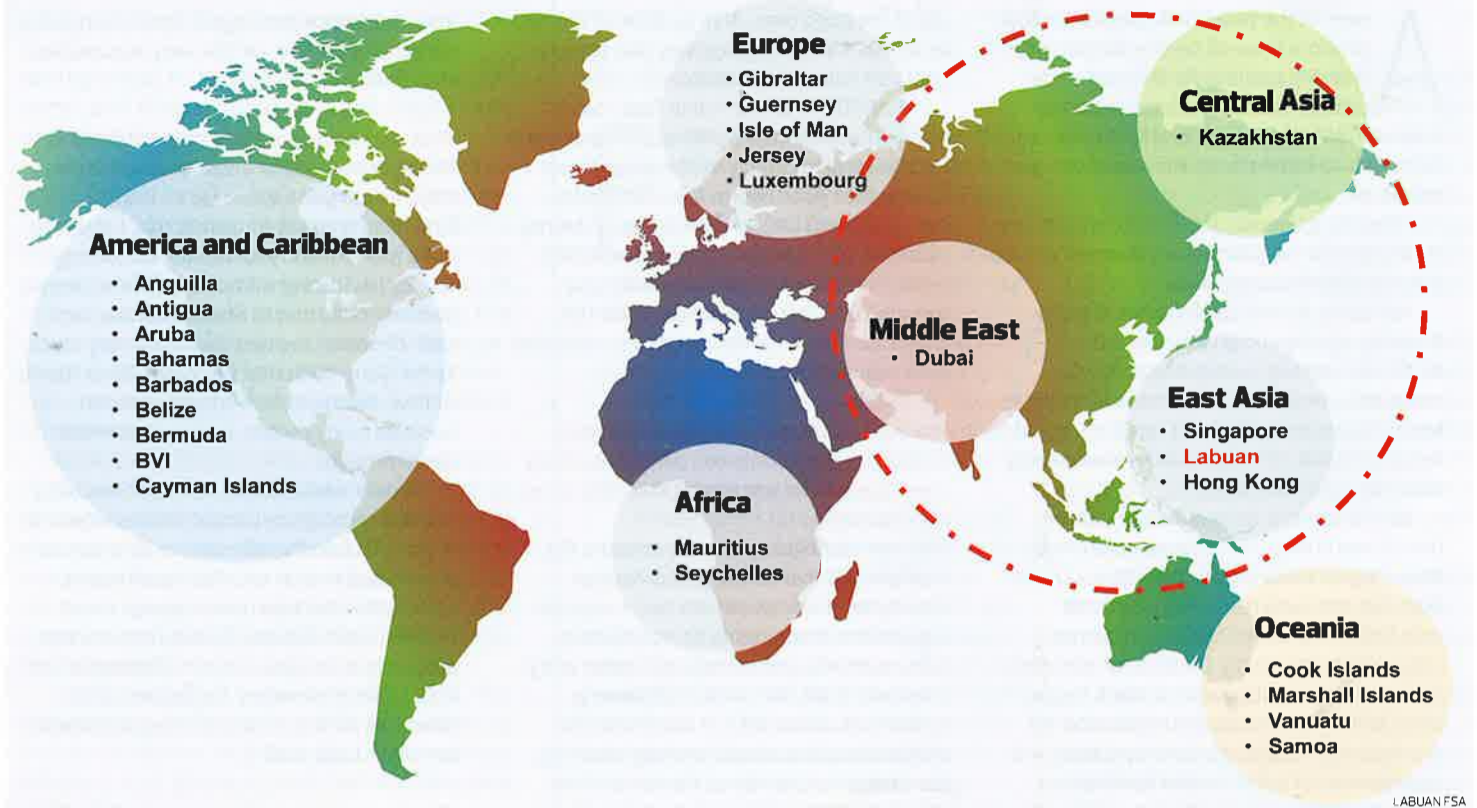 Europe
• Gibraltar
• Guernsey
• Isle of Man
• Jersey
• Luxembourg
Central Asia
• Kazakhstan
America and Caribbean
• Anguilla
• Antigua
• Aruba
• Bahamas
• Barbados
• Belize
• Bermuda
• BVI
• Cayman Islands
Middle East
• Dubai
East Asia
• Singapore
• Labuan
• Hong Kong
Africa
• Mauritius
• Seychelles
Oceania
• Cook Islands
• Marshall Islands
• Vanuatu
• Samoa
LABUAN FSA